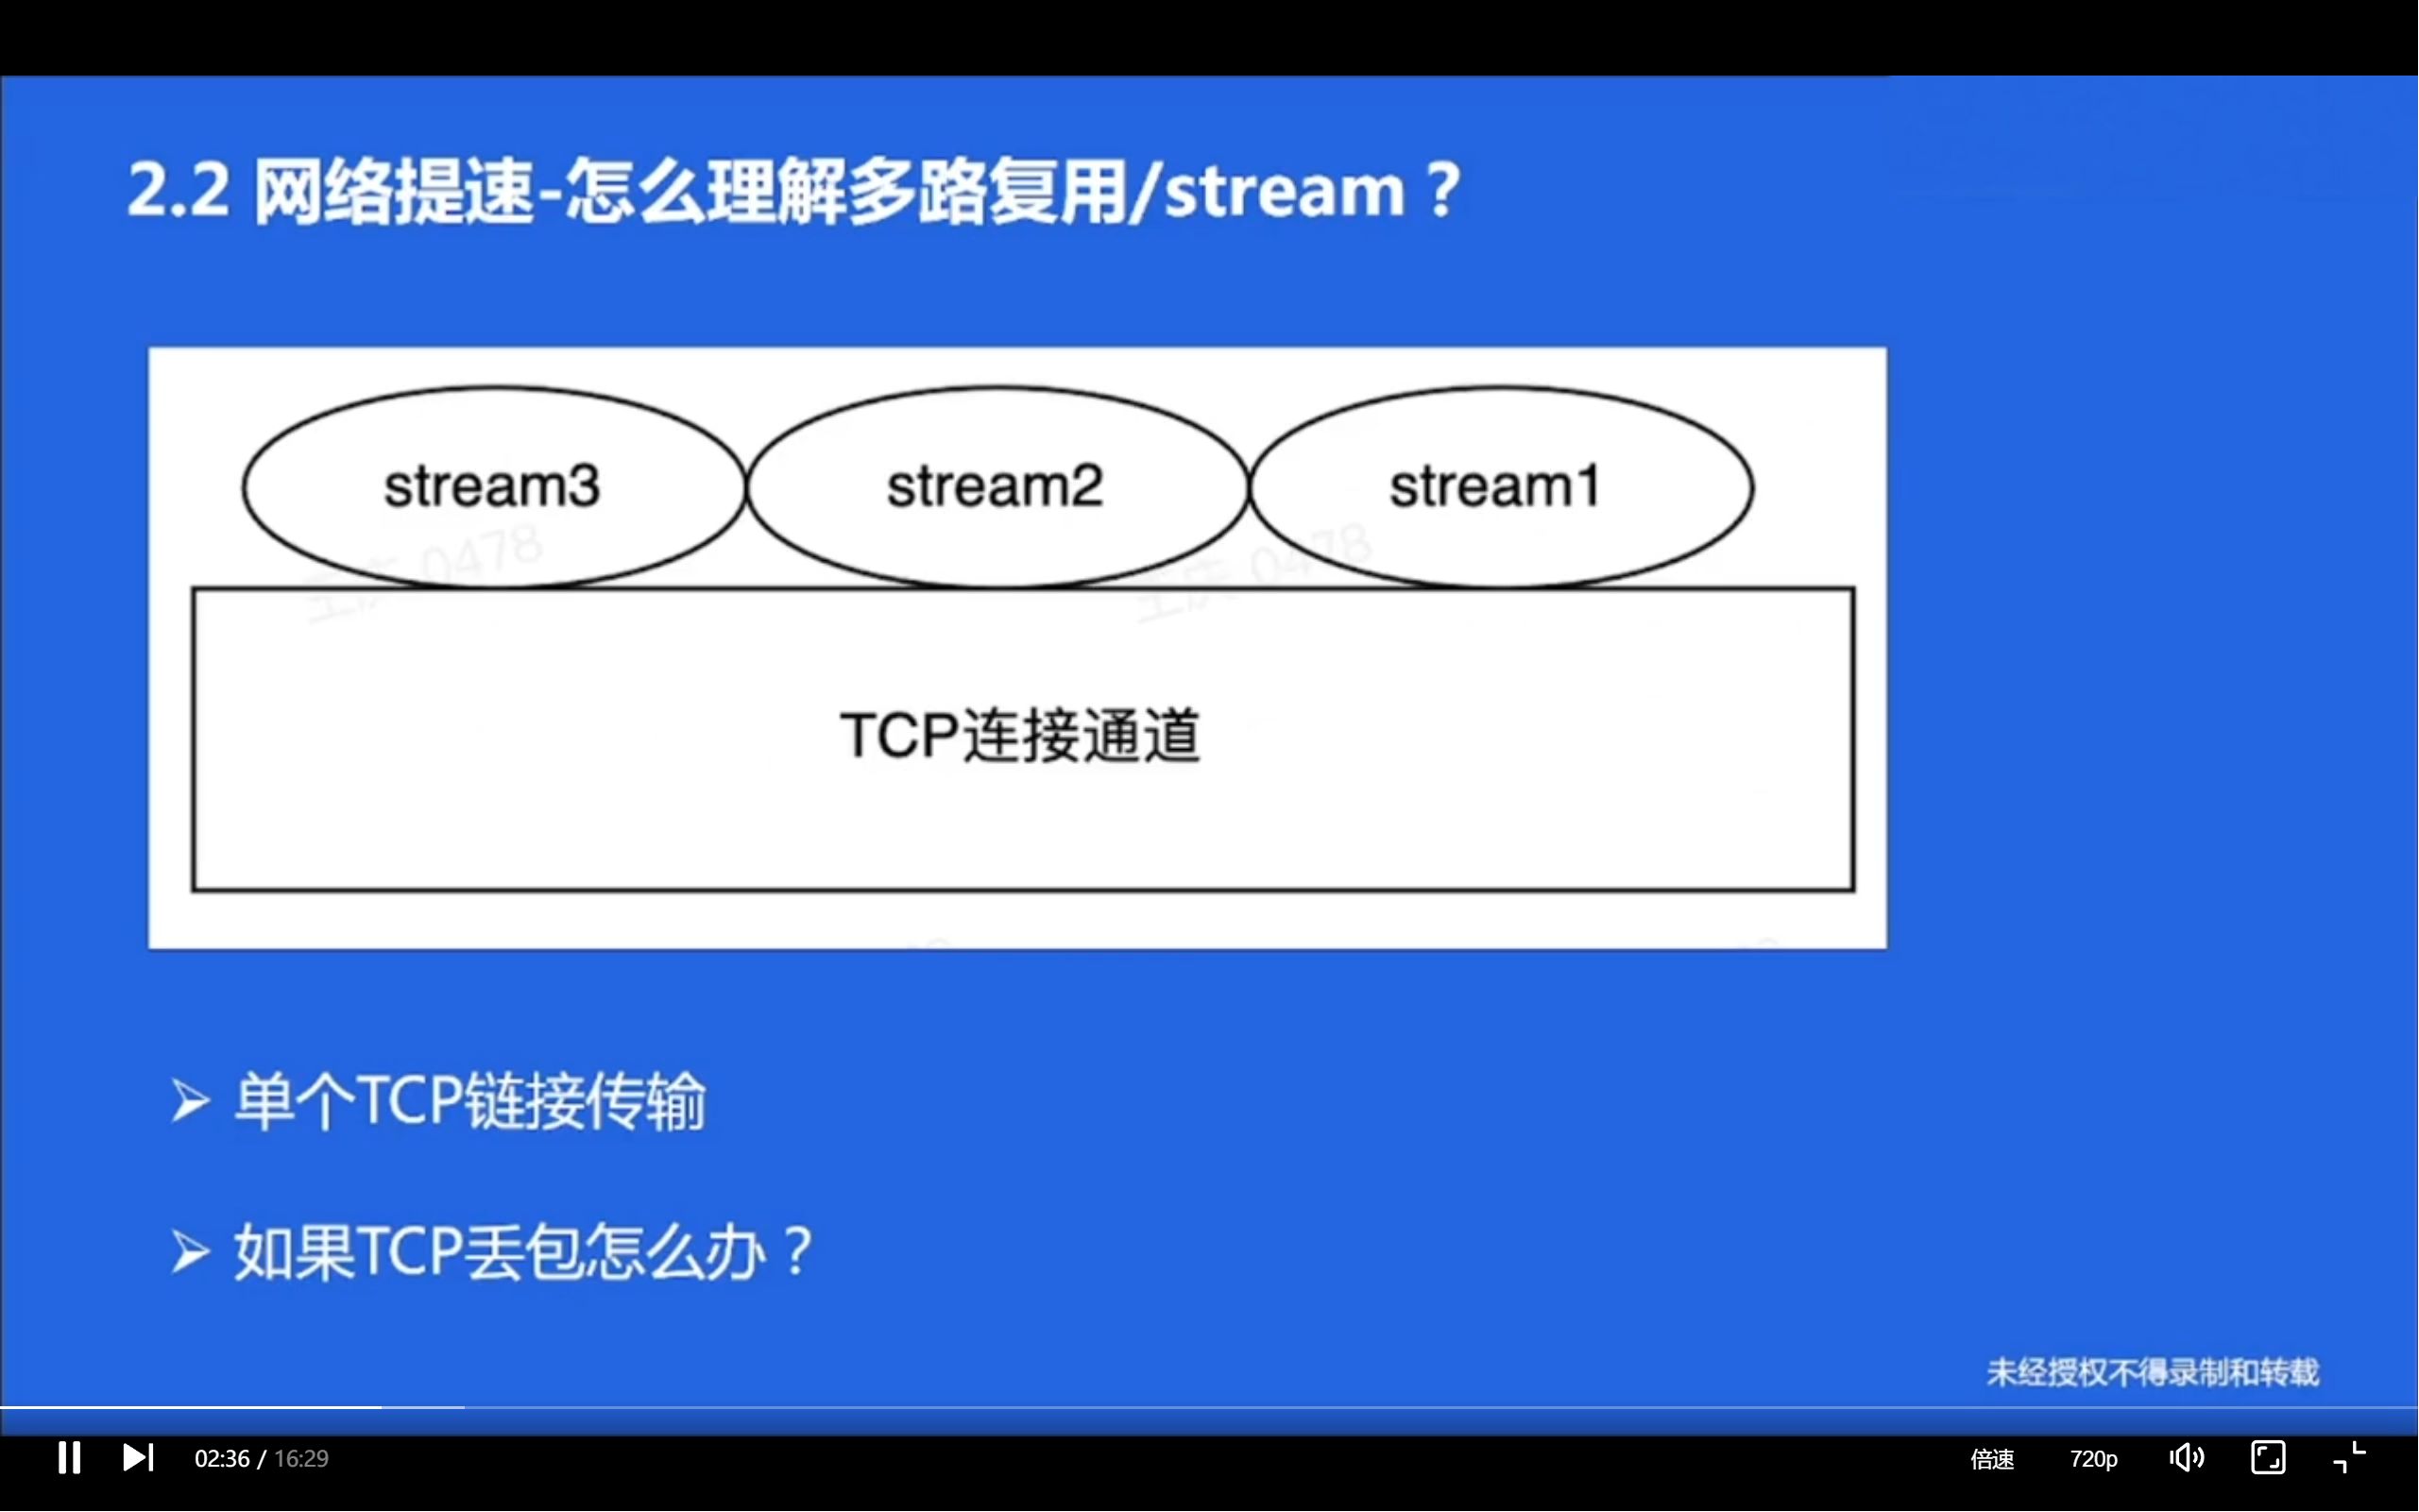 2.2 网络提速-怎么理解多路复用/stream？
stream3
stream2
stream1
0478
0478
TCP连接通道
➢ 单个TCP链接传输
➢ 如果TCP丢包怎么办？
未经授权不得录制和转载
02:36 / 16:29
倍速
720p